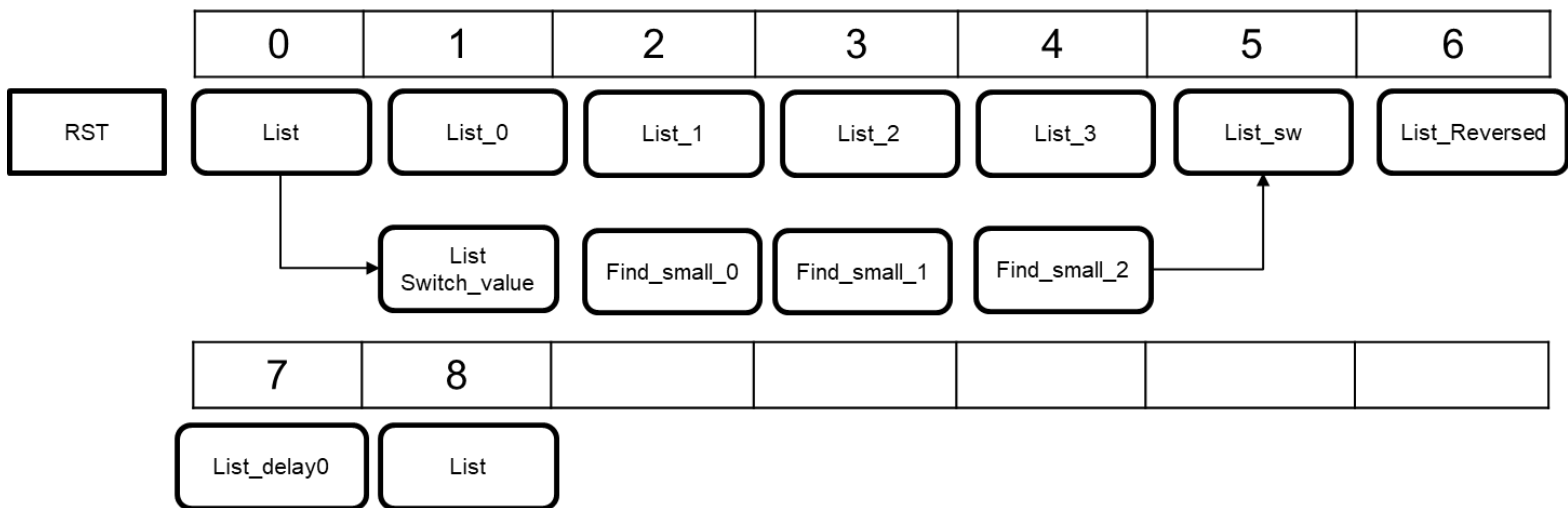 0 1 2 3 4 5 6
RST List List_0 List_1 List_2 List_3 List_sw List_Reversed
List
Switch_value Find_small_0 Find_small_1 Find_small_2
7 8
List_delay0 List